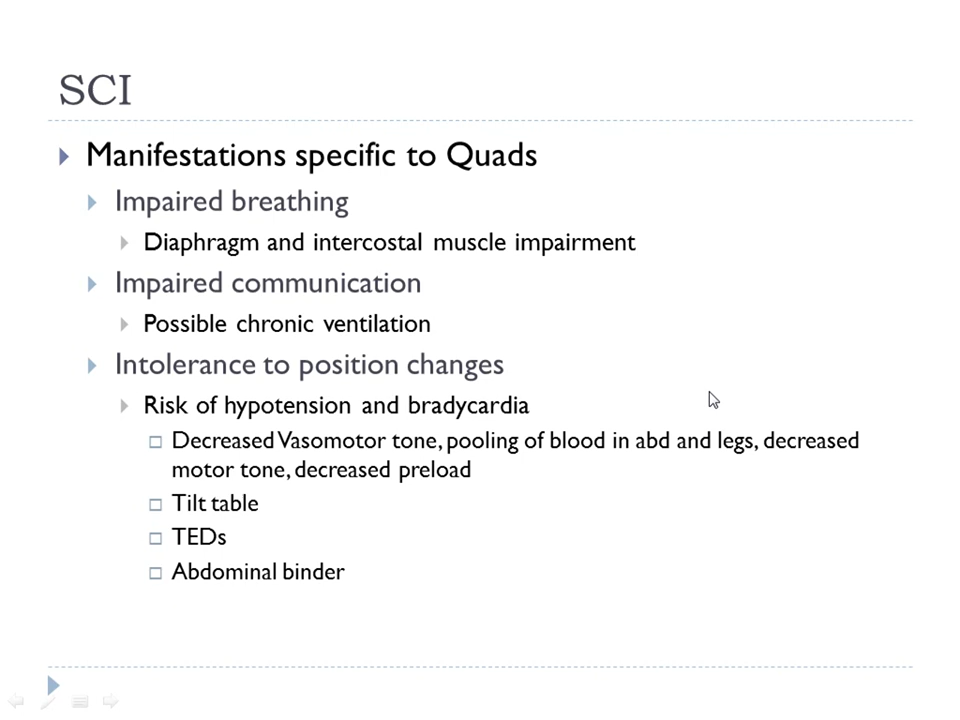 SCI
Manifestations specific to Quads
Impaired breathing
Diaphragm and intercostal muscle impairment
Impaired communication
Possible chronic ventilation
Intolerance to position changes
Risk of hypotension and bradycardia
Decreased Vasomotor tone, pooling of blood in abd and legs, decreased
motor tone, decreased preload
Tilt table
TEDs
Abdominal binder